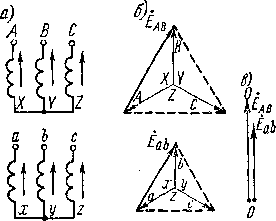 а)
A B C
X Y Z
a b c
x y z
б)
Ė_AB
B
A X Y C
Z
Ė_ab
b
a x y c
z
в)
O
Ė_AB
Ė_ab
O